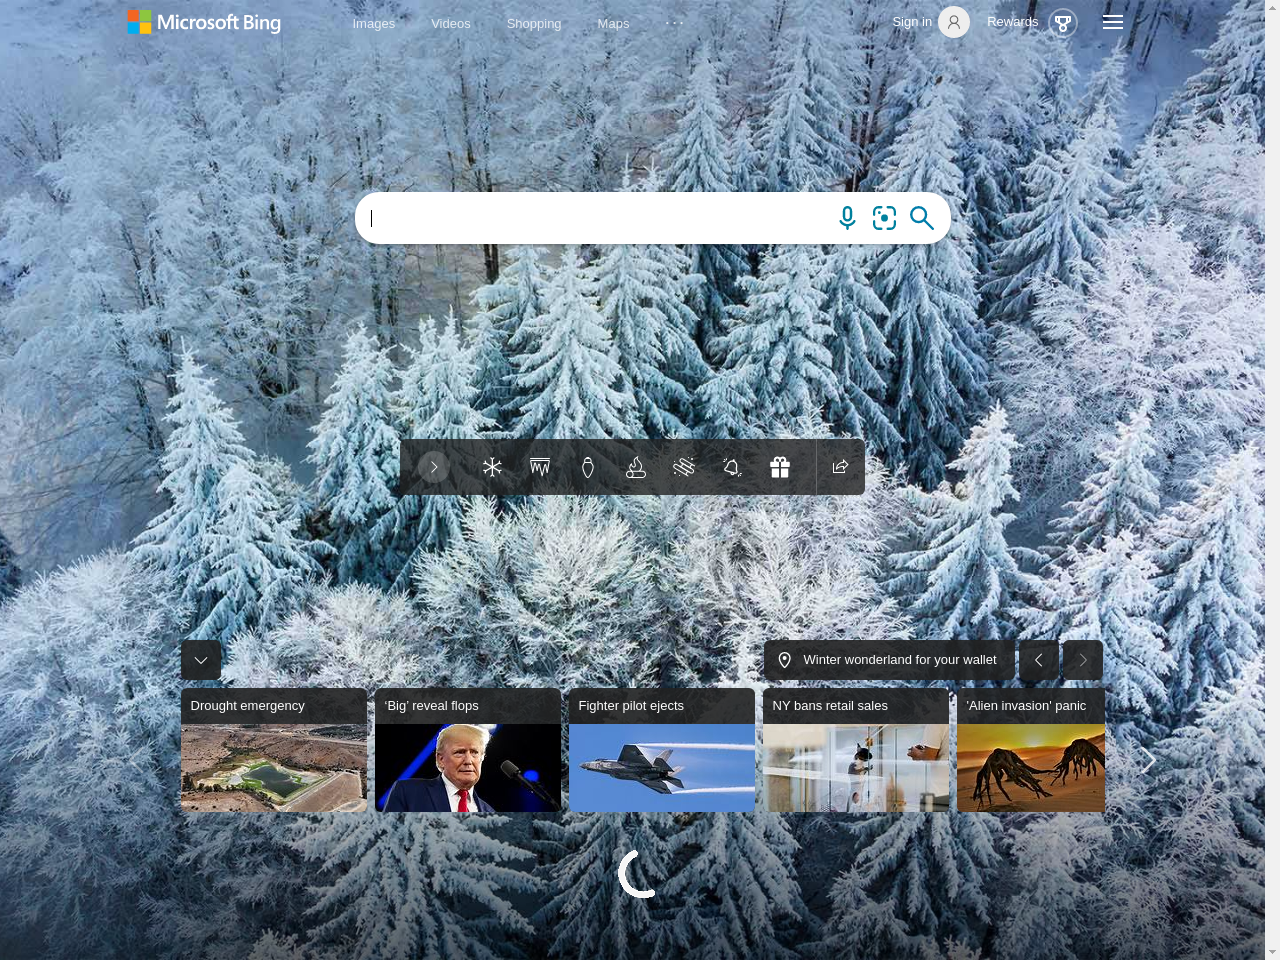 Microsoft Bing
Images
Videos
Shopping
Maps
Sign in
Rewards
Winter wonderland for your wallet
Drought emergency
'Big' reveal flops
Fighter pilot ejects
NY bans retail sales
'Alien invasion' panic